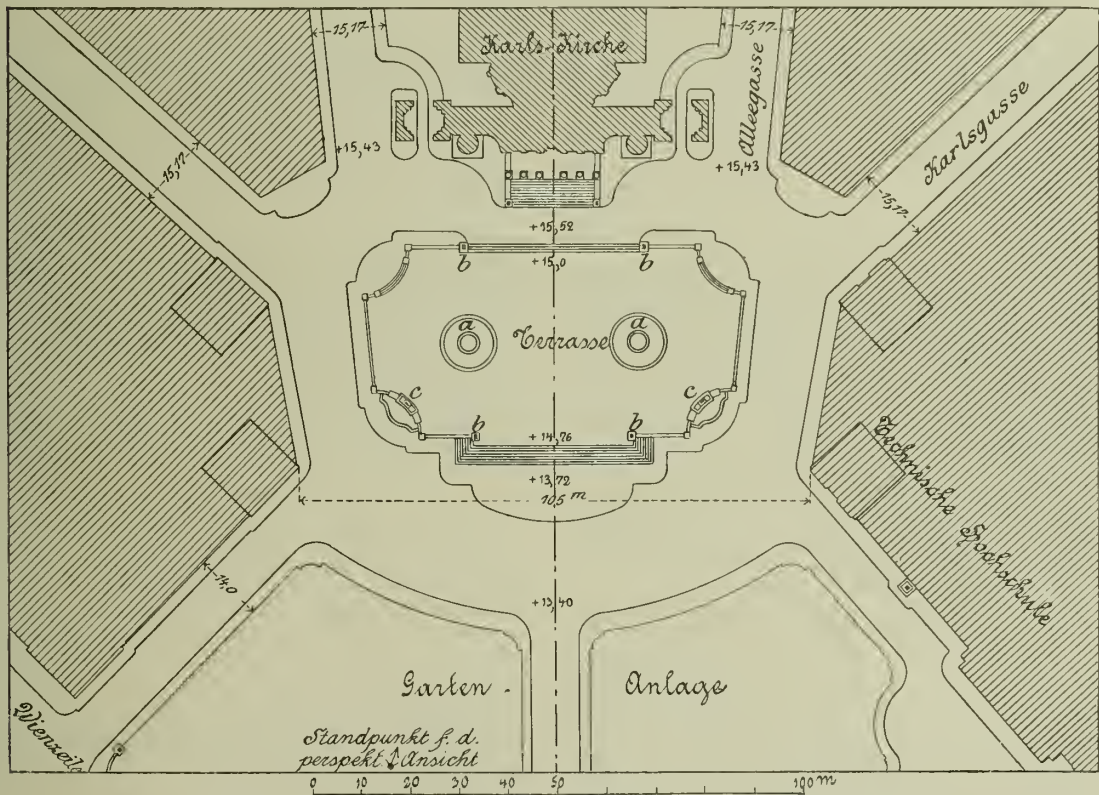 15,17
Karls-Kirche
15,17
Alleegasse
Karlsgasse
15,17
+15,43
+15,43
15,17
+15,52
b
b
+15,0
a
Terrasse
a
c
c
b
+14,76
b
+13,72
105 m
Technische Hochschule
14,0
+13,40
Garten - Anlage
Wienzeile
Standpunkt f. d.
perspekt. Ansicht
0 10 20 30 40 50 100 m